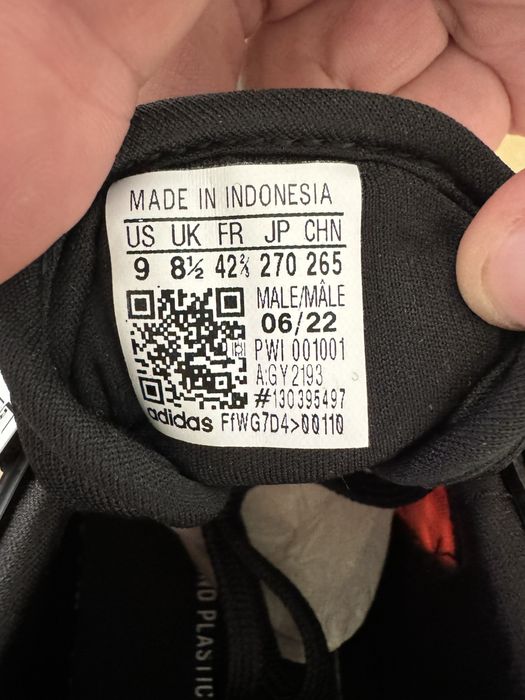 MADE IN INDONESIA
US UK FR JP CHN
9 8½ 42⅔ 270 265
MALE/MÂLE
06/22
PWI 001001
A:GY2193
#130395497
adidas FfWG7D4>00110
PLASTIC